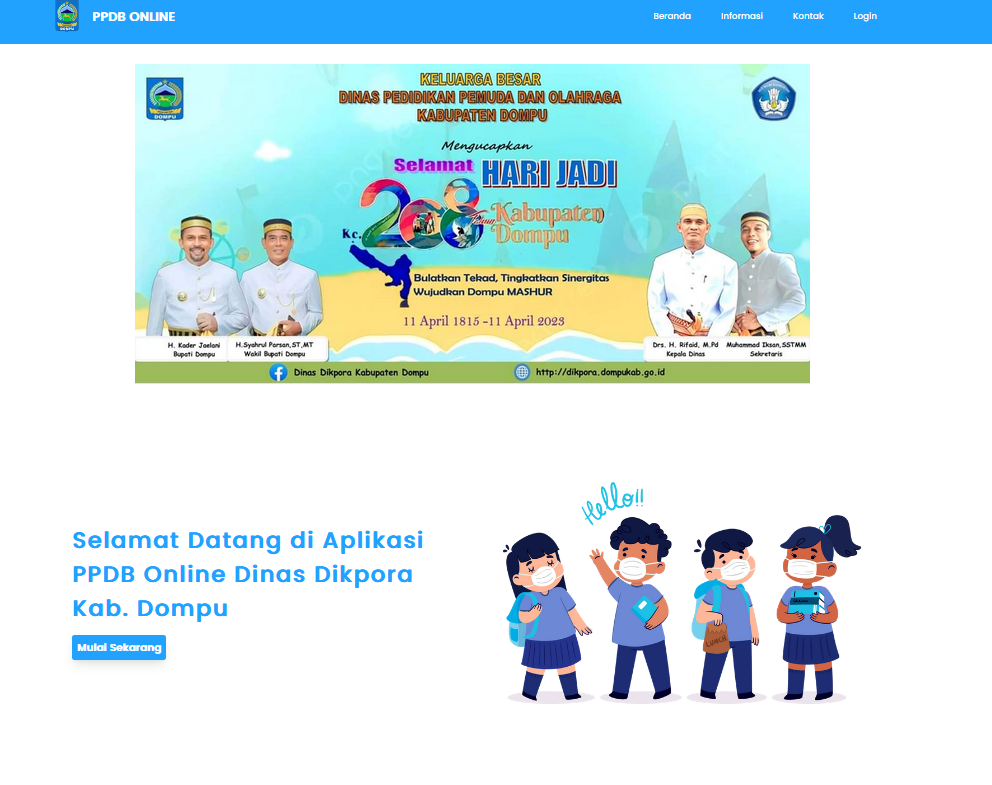 PPDB ONLINE
Beranda Informasi Kontak Login
DOMPU
KELUARGA BESAR
DINAS PEDIDIKAN PEMUDA DAN OLAHRAGA
KABUPATEN DOMPU
Mengucapkan
Selamat HARI JADI
Ke. 208 Tahun Kabupaten
Dompu
Bulatkan Tekad, Tingkatkan Sinergitas
Wujudkan Dompu MASHUR
11 April 1815 -11 April 2023
H. Kader Jaelani
Bupati Dompu
H.Syahrul Parsan,ST,MT
Wakil Bupati Dompu
Drs. H. Rifaid, M.Pd
Kepala Dinas
Muhammad Iksan,SSTMM
Sekretaris
Dinas Dikpora Kabupaten Dompu
http://dikpora.dompukab.go.id
Hello!!
Selamat Datang di Aplikasi
PPDB Online Dinas Dikpora
Kab. Dompu
Mulai Sekarang
LUNCH